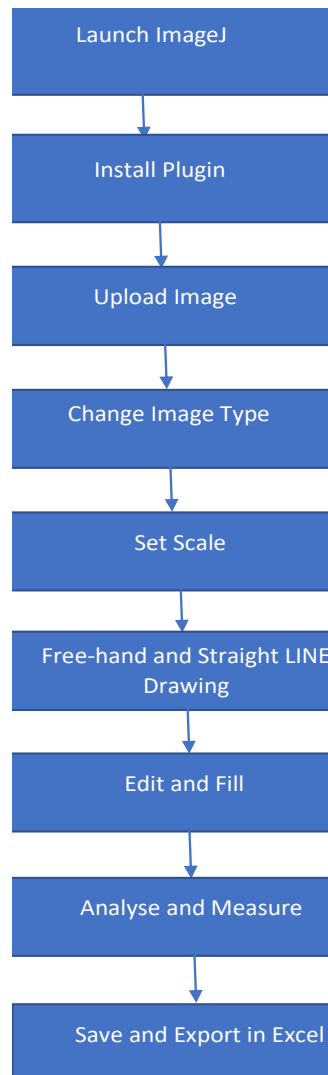 Launch ImageJ
Install Plugin
Upload Image
Change Image Type
Set Scale
Free-hand and Straight LINE
Drawing
Edit and Fill
Analyse and Measure
Save and Export in Excel